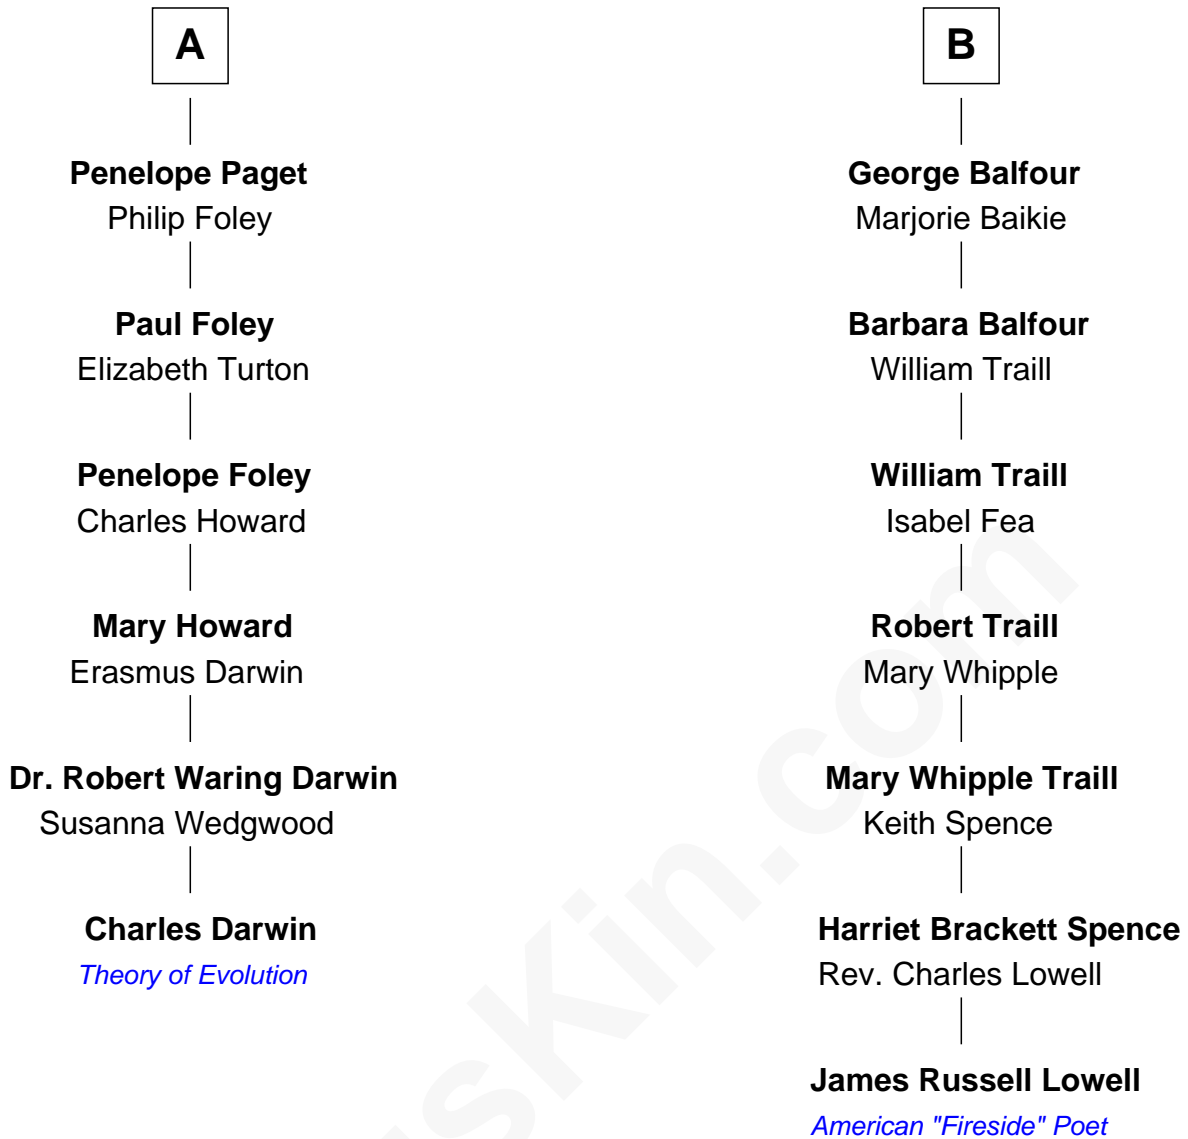 A
Penelope Paget
Philip Foley
Paul Foley
Elizabeth Turton
Penelope Foley
Charles Howard
Mary Howard
Erasmus Darwin
Dr. Robert Waring Darwin
Susanna Wedgwood
Charles Darwin
Theory of Evolution
B
George Balfour
Marjorie Baikie
Barbara Balfour
William Traill
William Traill
Isabel Fea
Robert Traill
Mary Whipple
Mary Whipple Traill
Keith Spence
Harriet Brackett Spence
Rev. Charles Lowell
James Russell Lowell
American "Fireside" Poet